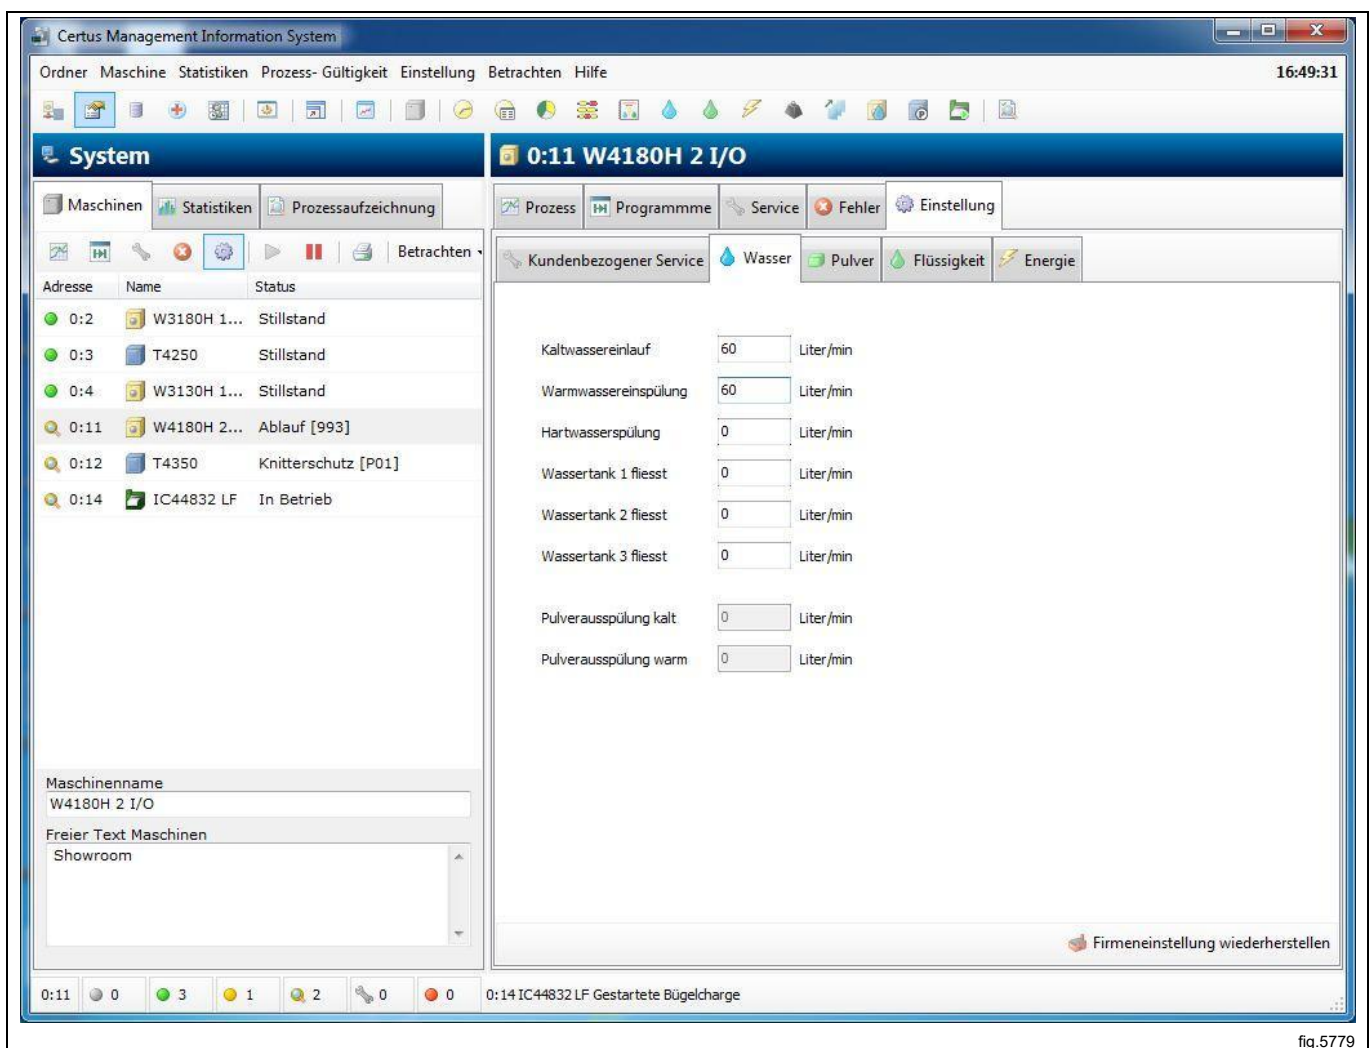 Certus Management Information System
Ordner Maschine Statistiken Prozess- Gültigkeit Einstellung Betrachten Hilfe 16:49:31
System
0:11 W4180H 2 I/O
Maschinen Statistiken Prozessaufzeichnung
Prozess Programmme Service Fehler Einstellung
Betrachten
Kundenbezogener Service Wasser Pulver Flüssigkeit Energie
Adresse Name Status
0:2 W3180H 1... Stillstand
0:3 T4250 Stillstand
0:4 W3130H 1... Stillstand
0:11 W4180H 2... Ablauf [993]
0:12 T4350 Knitterschutz [P01]
0:14 IC44832 LF In Betrieb
Kaltwassereinlauf 60 Liter/min
Warmwassereinspülung 60 Liter/min
Hartwasserspülung 0 Liter/min
Wassertank 1 fliesst 0 Liter/min
Wassertank 2 fliesst 0 Liter/min
Wassertank 3 fliesst 0 Liter/min
Pulverausspülung kalt 0 Liter/min
Pulverausspülung warm 0 Liter/min
Maschinenname
W4180H 2 I/O
Freier Text Maschinen
Showroom
Firmeneinstellung wiederherstellen
0:11 0 3 1 2 0 0 0:14 IC44832 LF Gestartete Bügelcharge
fig.5779